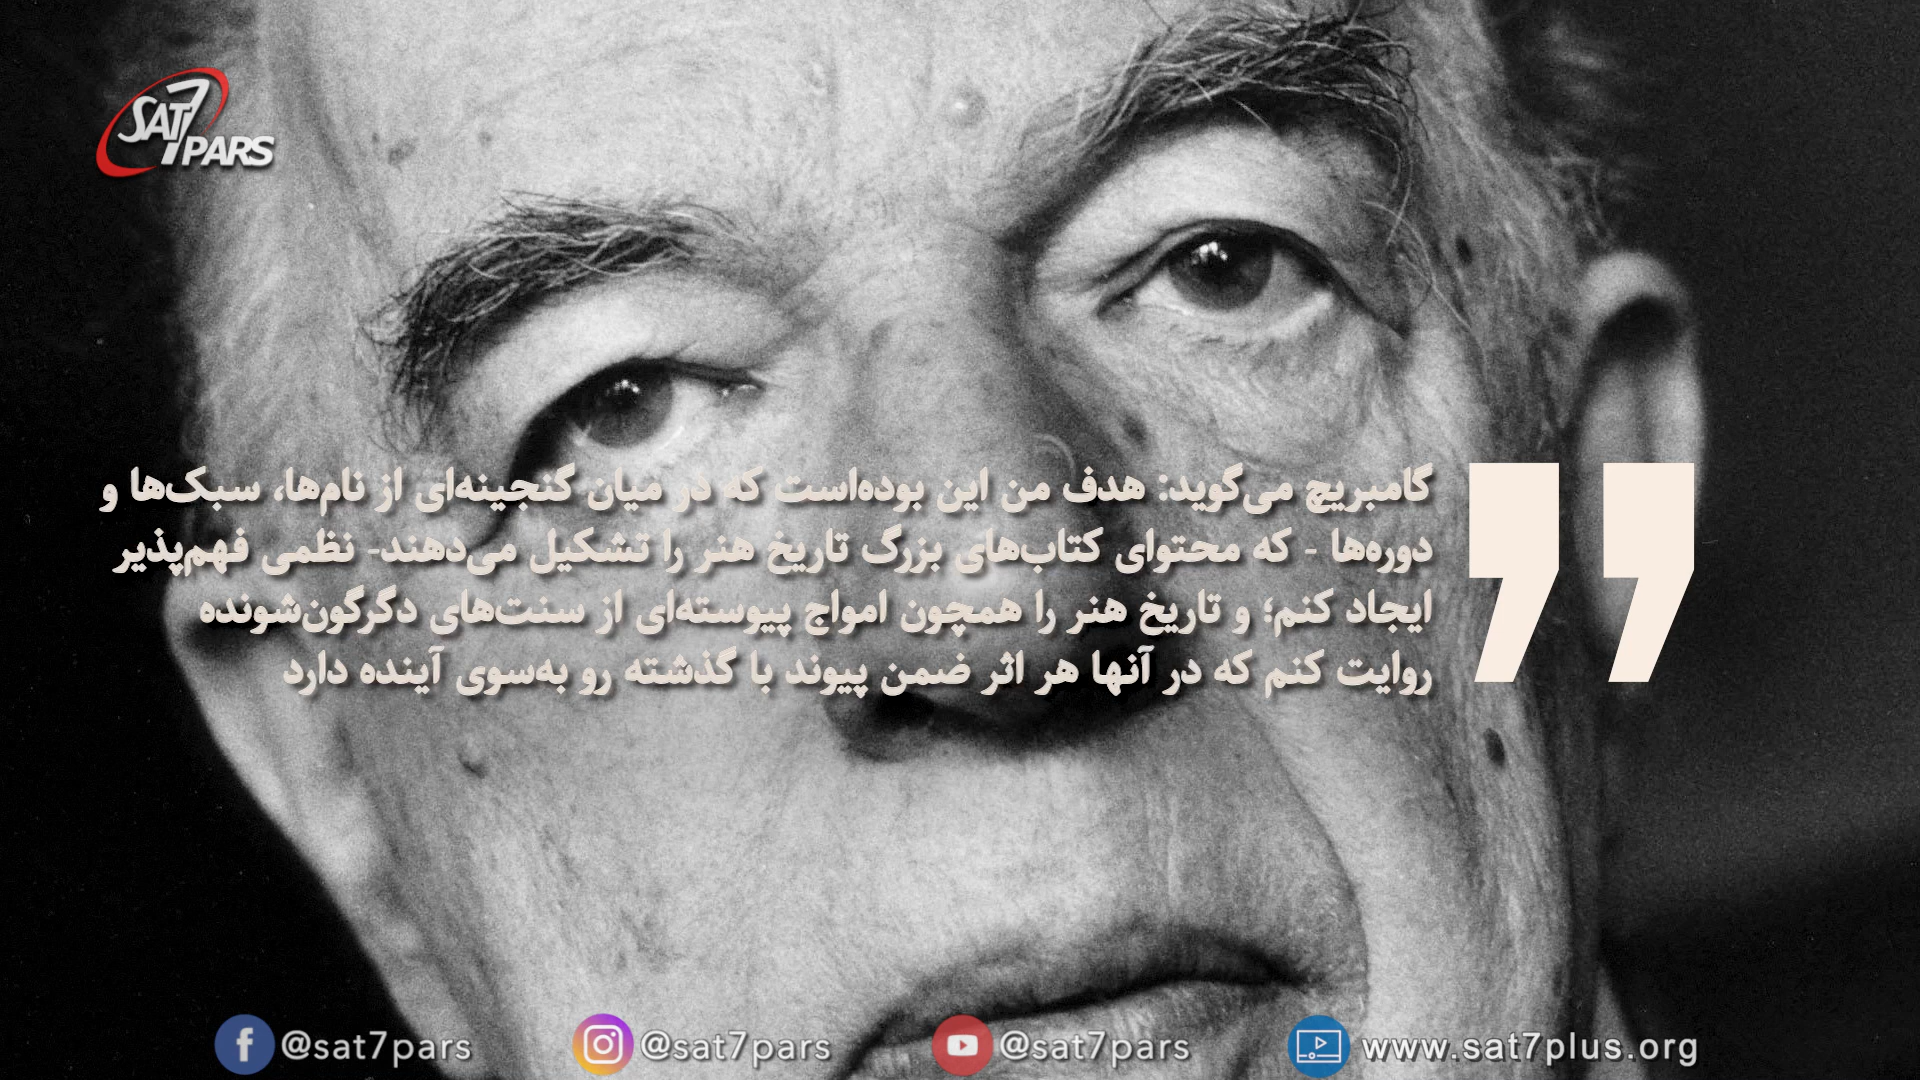 SAT7 PARS
گامبریچ می‌گوید: هدف من این بوده‌است که در میان گنجینه‌ای از نام‌ها، سبک‌ها و
دوره‌ها - که محتوای کتاب‌های بزرگ تاریخ هنر را تشکیل می‌دهند- نظمی فهم‌پذیر
ایجاد کنم؛ و تاریخ هنر را همچون امواج پیوسته‌ای از سنت‌های دگرگون‌شونده
روایت کنم که در آنها هر اثر ضمن پیوند با گذشته رو به‌سوی آینده دارد
@sat7pars @sat7pars @sat7pars www.sat7plus.org